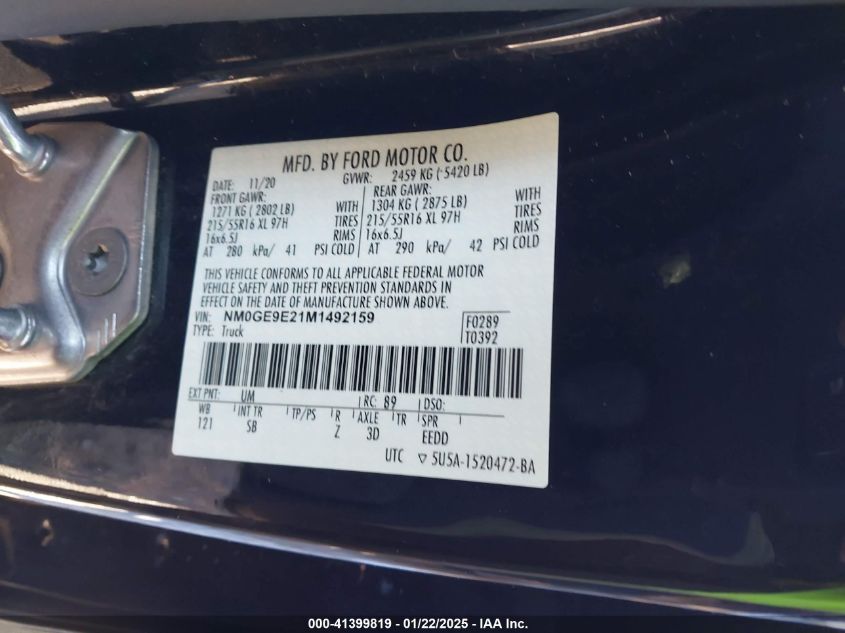 MFD. BY FORD MOTOR CO.
DATE: 11/20 GVWR: 2459 KG ( 5420 LB)
FRONT GAWR: REAR GAWR:
1271 KG ( 2802 LB) WITH 1304 KG ( 2875 LB) WITH
215/55R16 XL 97H TIRES 215/55R16 XL 97H TIRES
16x6.5J RIMS 16x6.5J RIMS
AT 280 kPa/ 41 PSI COLD AT 290 kPa/ 42 PSI COLD
THIS VEHICLE CONFORMS TO ALL APPLICABLE FEDERAL MOTOR
VEHICLE SAFETY AND THEFT PREVENTION STANDARDS IN
EFFECT ON THE DATE OF MANUFACTURE SHOWN ABOVE.
VIN: NM0GE9E21M1492159 F0289
TYPE: Truck T0392
EXT PNT: UM RC: 89 DSO:
WB INT TR TP/PS R AXLE TR SPR
121 SB Z 3D EEDD
UTC ▽ 5U5A-1520472-BA
000-41399819 - 01/22/2025 - IAA Inc.